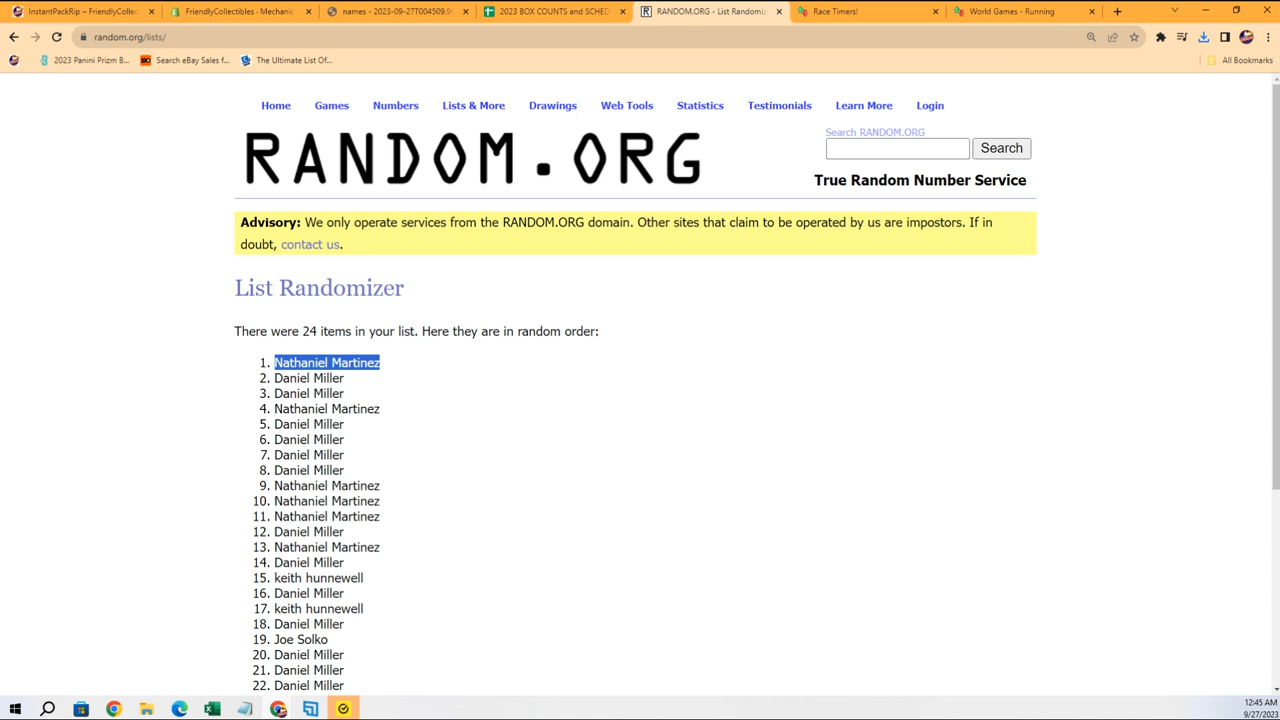 InstantPackRip – FriendlyCollec
FriendlyCollectibles - Mechanic
names - 2023-09-27T004509.9
2023 BOX COUNTS and SCHED
RANDOM.ORG - List Randomiz
Race Timers!
World Games - Running
random.org/lists/
2023 Panini Prizm B...
Search eBay Sales f...
The Ultimate List Of...
All Bookmarks
Home Games Numbers Lists & More Drawings Web Tools Statistics Testimonials Learn More Login
RANDOM.ORG
Search RANDOM.ORG
Search
True Random Number Service
Advisory: We only operate services from the RANDOM.ORG domain. Other sites that claim to be operated by us are impostors. If in
doubt, contact us.
List Randomizer
There were 24 items in your list. Here they are in random order:
1. Nathaniel Martinez
2. Daniel Miller
3. Daniel Miller
4. Nathaniel Martinez
5. Daniel Miller
6. Daniel Miller
7. Daniel Miller
8. Daniel Miller
9. Nathaniel Martinez
10. Nathaniel Martinez
11. Nathaniel Martinez
12. Daniel Miller
13. Nathaniel Martinez
14. Daniel Miller
15. keith hunnewell
16. Daniel Miller
17. keith hunnewell
18. Daniel Miller
19. Joe Solko
20. Daniel Miller
21. Daniel Miller
22. Daniel Miller
12:45 AM
9/27/2023